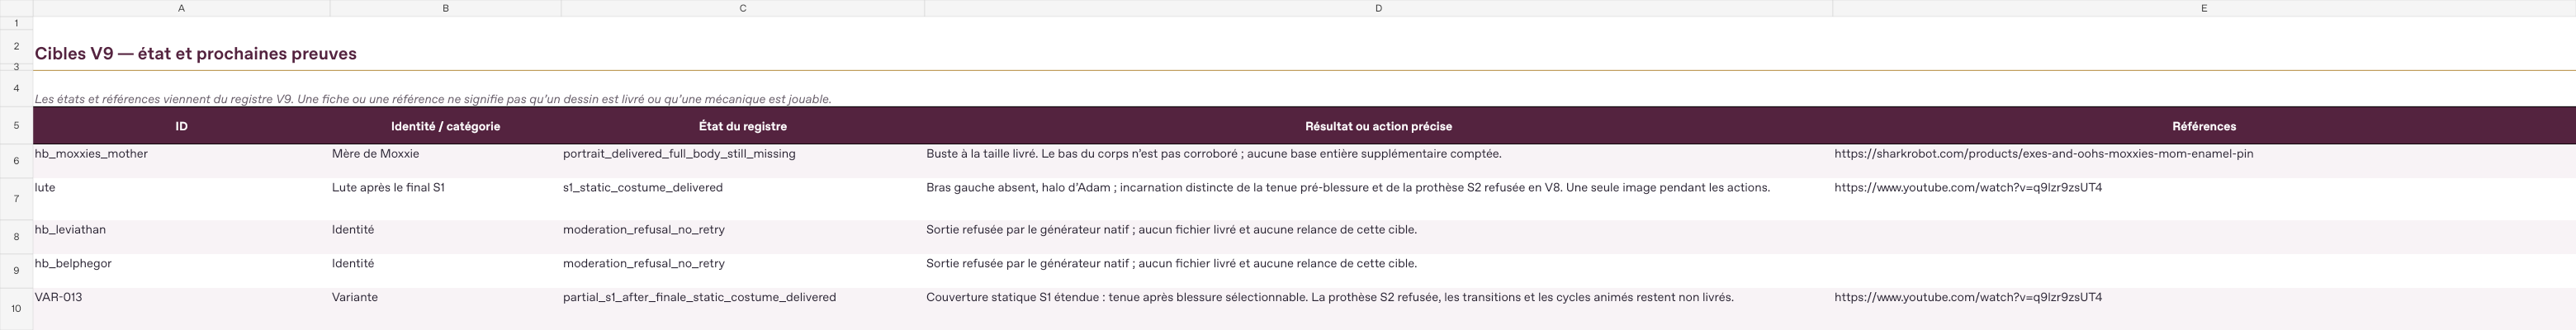 A B C D E
1
2 Cibles V9 — état et prochaines preuves
3
4 Les états et références viennent du registre V9. Une fiche ou une référence ne signifie pas qu’un dessin est livré ou qu’une mécanique est jouable.
5 ID Identité / catégorie État du registre Résultat ou action précise Références
6 hb_moxxies_mother Mère de Moxxie portrait_delivered_full_body_still_missing Buste à la taille livré. Le bas du corps n’est pas corroboré ; aucune base entière supplémentaire comptée. https://sharkrobot.com/products/exes-and-oohs-moxxies-mom-enamel-pin
7 lute Lute après le final S1 s1_static_costume_delivered Bras gauche absent, halo d’Adam ; incarnation distincte de la tenue pré-blessure et de la prothèse S2 refusée en V8. Une seule image pendant les actions. https://www.youtube.com/watch?v=q9lzr9zsUT4
8 hb_leviathan Identité moderation_refusal_no_retry Sortie refusée par le générateur natif ; aucun fichier livré et aucune relance de cette cible.
9 hb_belphegor Identité moderation_refusal_no_retry Sortie refusée par le générateur natif ; aucun fichier livré et aucune relance de cette cible.
10 VAR-013 Variante partial_s1_after_finale_static_costume_delivered Couverture statique S1 étendue : tenue après blessure sélectionnable. La prothèse S2 refusée, les transitions et les cycles animés restent non livrés. https://www.youtube.com/watch?v=q9lzr9zsUT4